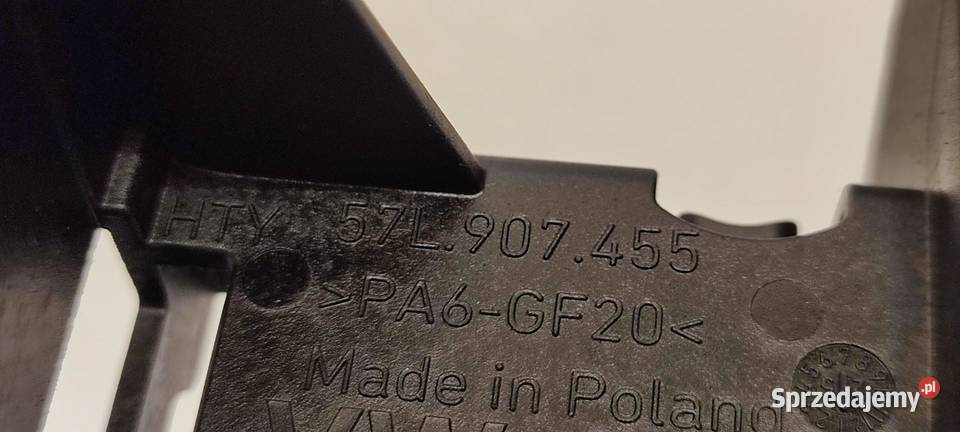 HTY 57L.907.455
>PA6-GF20<
Made in Poland
Sprzedajemy.pl